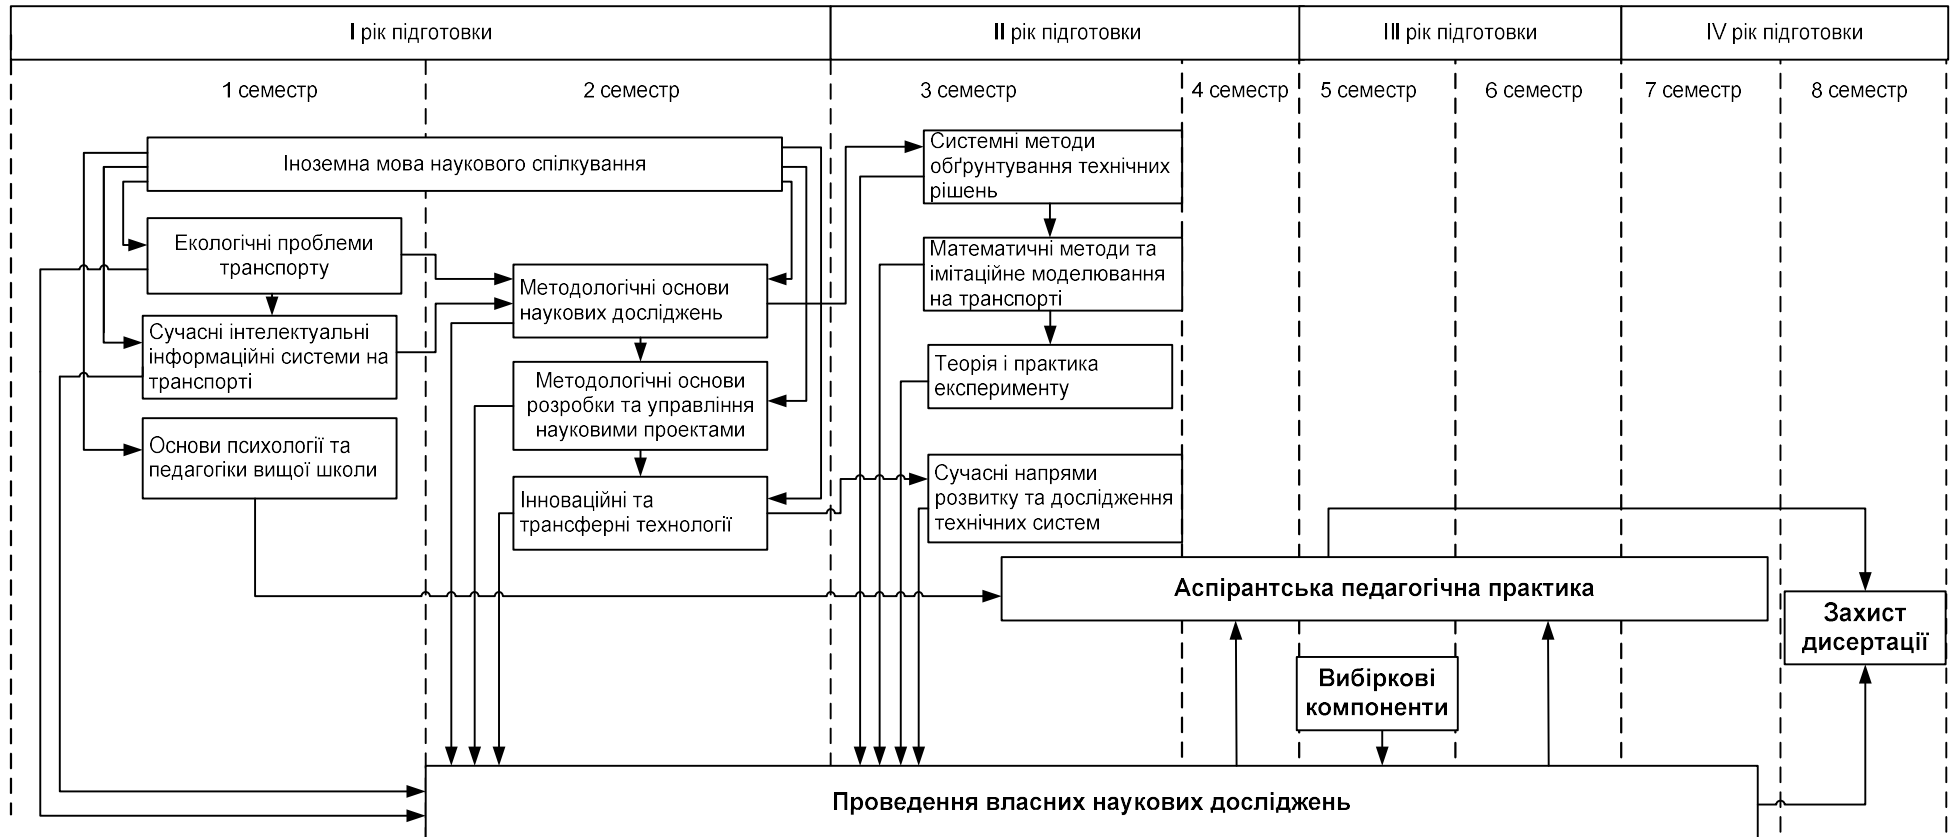 І рік підготовки
ІІ рік підготовки
ІІІ рік підготовки
ІV рік підготовки
1 семестр
2 семестр
3 семестр
4 семестр
5 семестр
6 семестр
7 семестр
8 семестр
Іноземна мова наукового спілкування
Екологічні проблеми
транспорту
Сучасні інтелектуальні
інформаційні системи на
транспорті
Основи психології та
педагогіки вищої школи
Методологічні основи
наукових досліджень
Методологічні основи
розробки та управління
науковими проектами
Інноваційні та
трансферні технології
Системні методи
обґрунтування технічних
рішень
Математичні методи та
імітаційне моделювання
на транспорті
Теорія і практика
експерименту
Сучасні напрями
розвитку та дослідження
технічних систем
Аспірантська педагогічна практика
Захист
дисертації
Вибіркові
компоненти
Проведення власних наукових досліджень